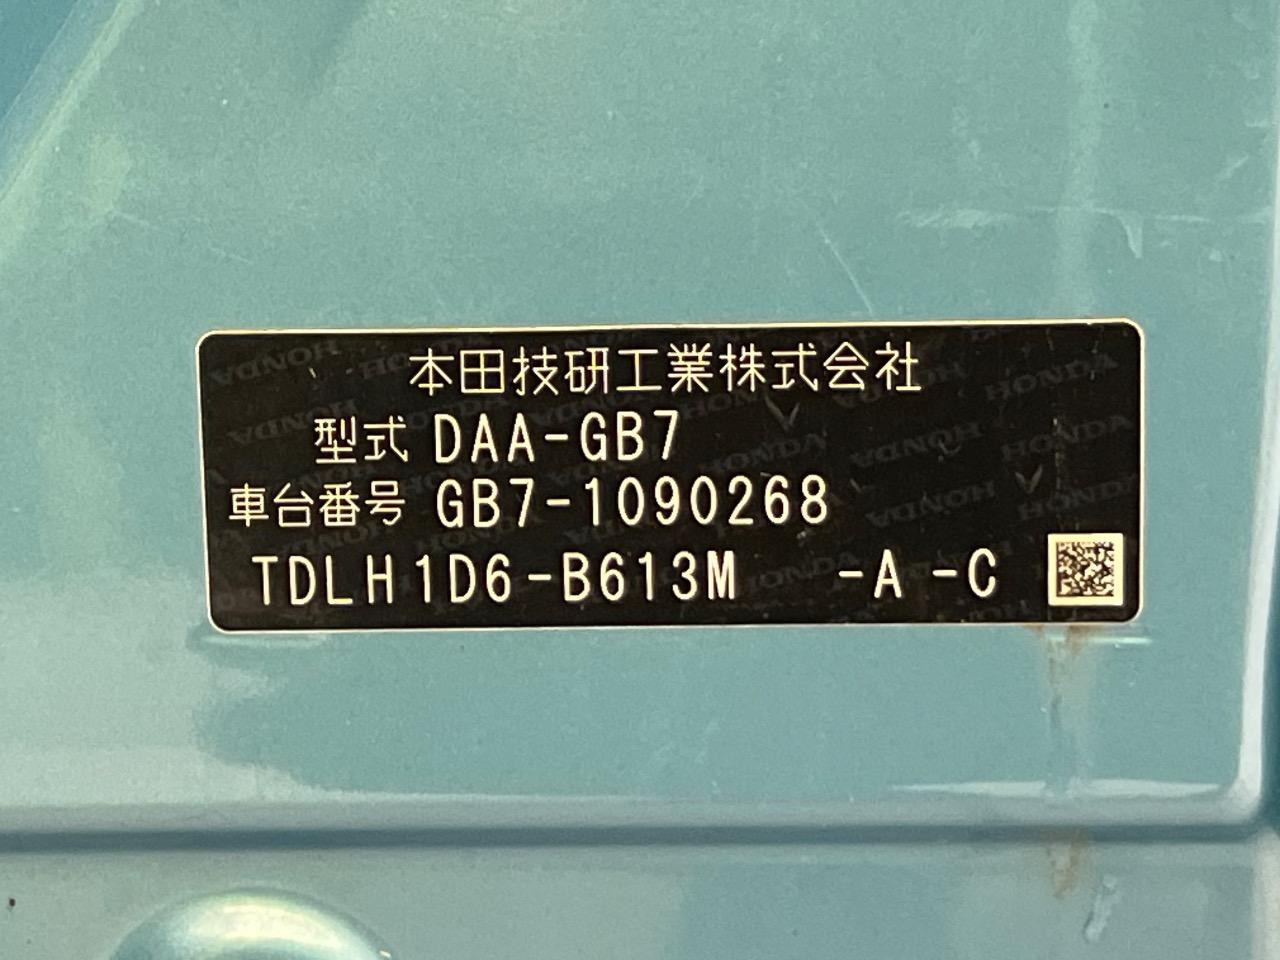 本田技研工業株式会社
型式 DAA-GB7
車台番号 GB7-1090268
TDLH1D6-B613M -A -C